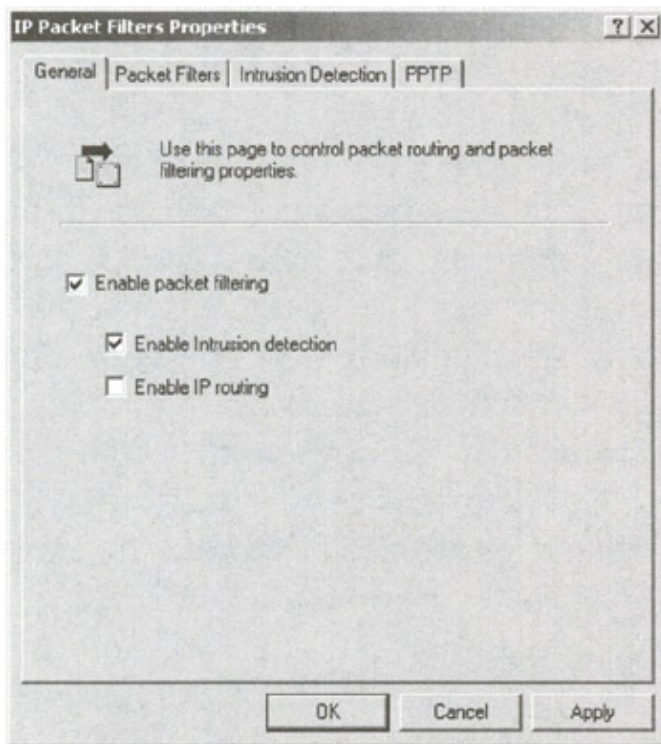 IP Packet Filters Properties
General Packet Filters Intrusion Detection PPTP
Use this page to control packet routing and packet
filtering properties.
Enable packet filtering
Enable Intrusion detection
Enable IP routing
OK Cancel Apply